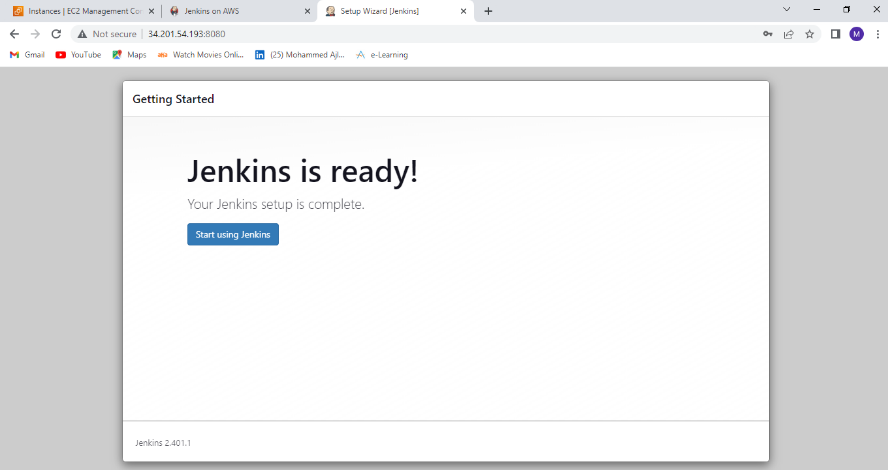 Instances | EC2 Management Con
Jenkins on AWS
Setup Wizard [Jenkins]
Not secure
34.201.54.193:8080
M
Gmail
YouTube
Maps
Watch Movies Onli...
(25) Mohammed Ajl...
e-Learning
Getting Started
Jenkins is ready!
Your Jenkins setup is complete.
Start using Jenkins
Jenkins 2.401.1